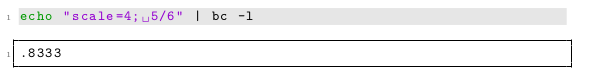 1 echo "scale=4;␣5/6" | bc -l
1 .8333